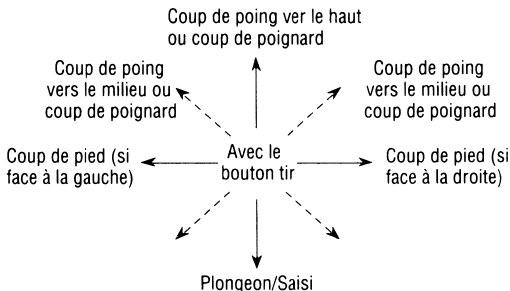 Coup de poing ver le haut
ou coup de poignard
Coup de poing
vers le milieu ou
coup de poignard
Coup de poing
vers le milieu ou
coup de poignard
Coup de pied (si
face à la gauche)
Avec le
bouton tir
Coup de pied (si
face à la droite)
Plongeon/Saisi